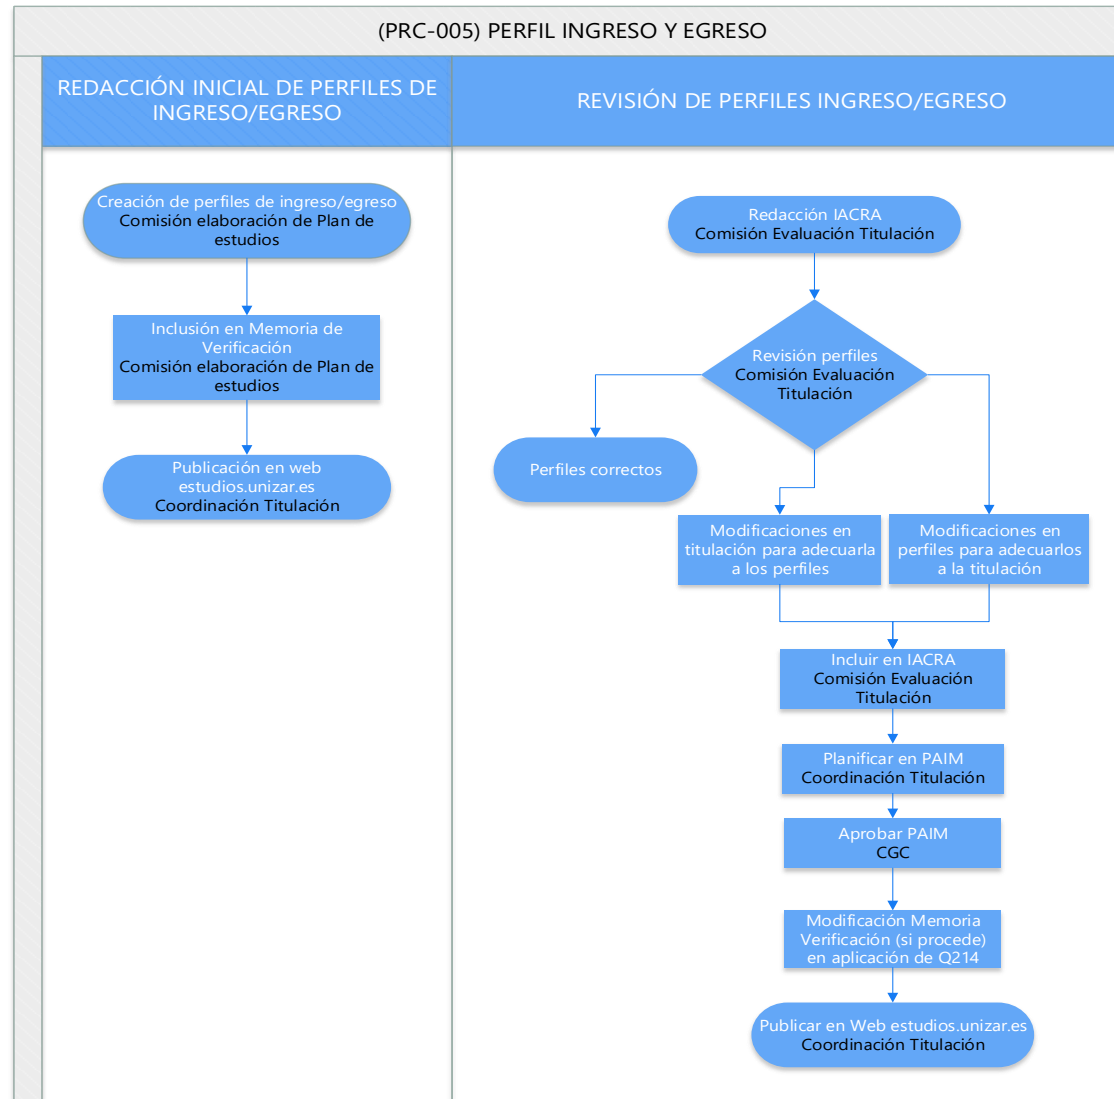 (PRC-005) PERFIL INGRESO Y EGRESO
REDACCIÓN INICIAL DE PERFILES DE
INGRESO/EGRESO
Creación de perfiles de ingreso/egreso
Comisión elaboración de Plan de
estudios
Inclusión en Memoria de
Verificación
Comisión elaboración de Plan de
estudios
Publicación en web
estudios.unizar.es
Coordinación Titulación
REVISIÓN DE PERFILES INGRESO/EGRESO
Redacción IACRA
Comisión Evaluación Titulación
Revisión perfiles
Comisión Evaluación
Titulación
Perfiles correctos
Modificaciones en
titulación para adecuarla
a los perfiles
Modificaciones en
perfiles para adecuarlos
a la titulación
Incluir en IACRA
Comisión Evaluación
Titulación
Planificar en PAIM
Coordinación Titulación
Aprobar PAIM
CGC
Modificación Memoria
Verificación (si procede)
en aplicación de Q214
Publicar en Web estudios.unizar.es
Coordinación Titulación